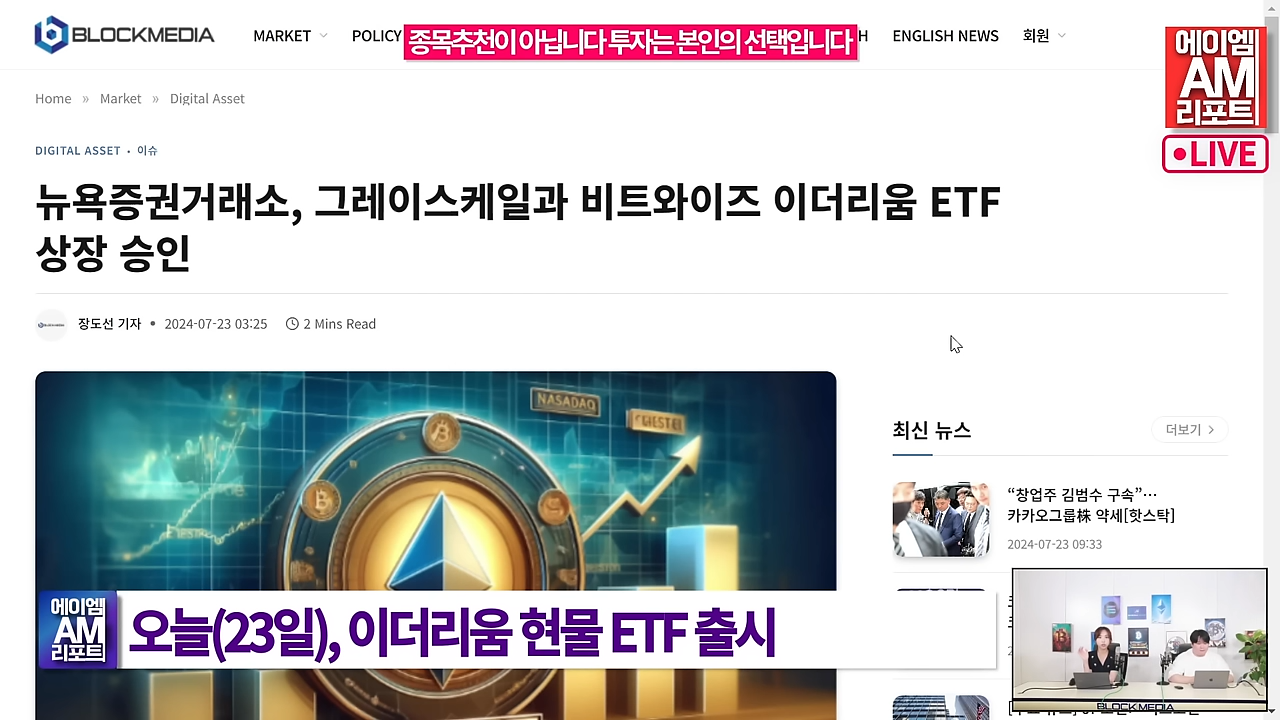 BLOCKMEDIA
MARKET
POLICY
종목추천이 아닙니다 투자는 본인의 선택입니다
H
ENGLISH NEWS
회원
에이엠
AM
리포트
LIVE
Home » Market » Digital Asset
DIGITAL ASSET • 이슈
뉴욕증권거래소, 그레이스케일과 비트와이즈 이더리움 ETF
상장 승인
장도선 기자 • 2024-07-23 03:25 2 Mins Read
NASDAQ
최신 뉴스
더보기
“창업주 김범수 구속”…
카카오그룹株 약세[핫스탁]
2024-07-23 09:33
에이엠
AM
리포트
오늘(23일), 이더리움 현물 ETF 출시
BLOCKMEDIA